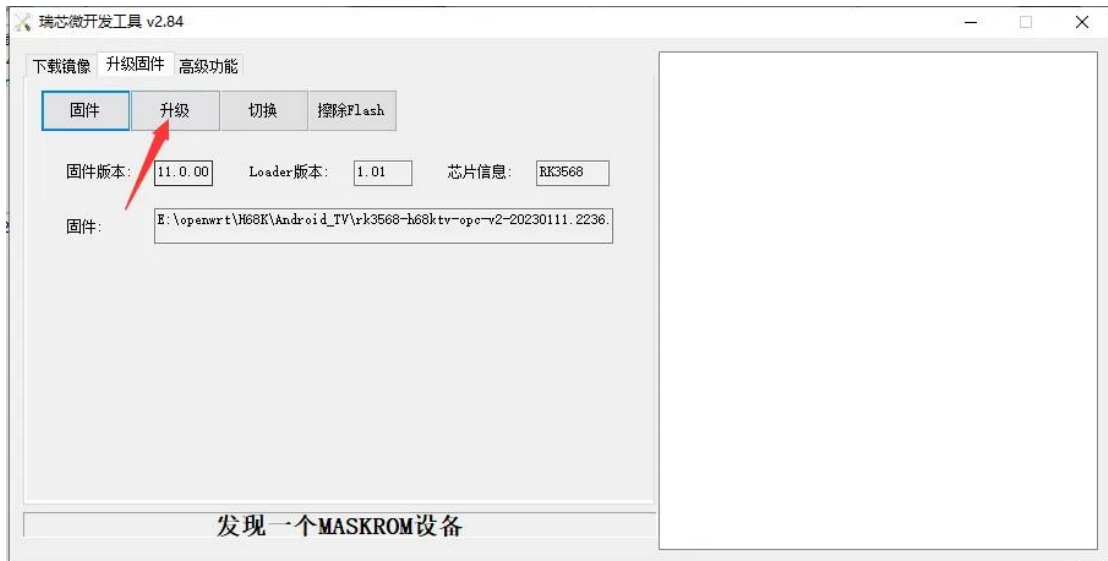 瑞芯微开发工具 v2.84
下载镜像 升级固件 高级功能
固件 升级 切换 擦除Flash
固件版本: 11.0.00 Loader版本: 1.01 芯片信息: RK3568
固件: E:\openwrt\H68K\Android_TV\rk3568-h68ktv-opc-v2-20230111.2236.
发现一个MASKROM设备